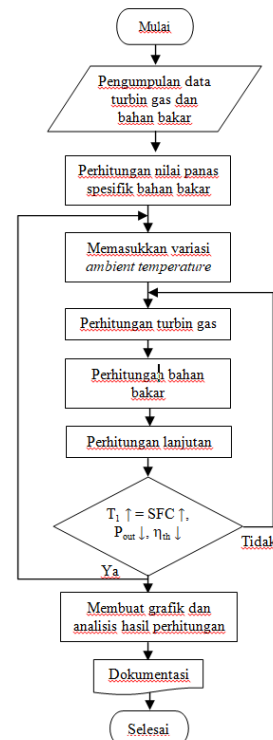 Mulai
Pengumpulan data
turbin gas dan
bahan bakar
Perhitungan nilai panas
spesifik bahan bakar
Memasukkan variasi
ambient temperature
Perhitungan turbin gas
Perhitungan bahan
bakar
Perhitungan lanjutan
T₁ ↑ = SFC ↑,
Pout ↓, ηth ↓
Tidak
Ya
Membuat grafik dan
analisis hasil perhitungan
Dokumentasi
Selesai